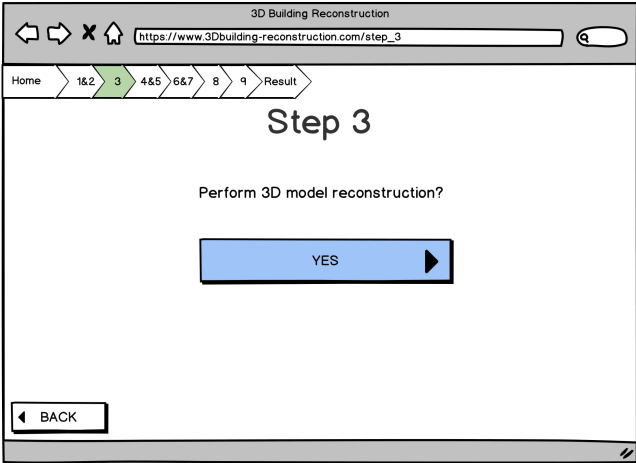 3D Building Reconstruction
https://www.3Dbuilding-reconstruction.com/step_3
Home 1&2 3 4&5 6&7 8 9 Result
Step 3
Perform 3D model reconstruction?
YES
BACK